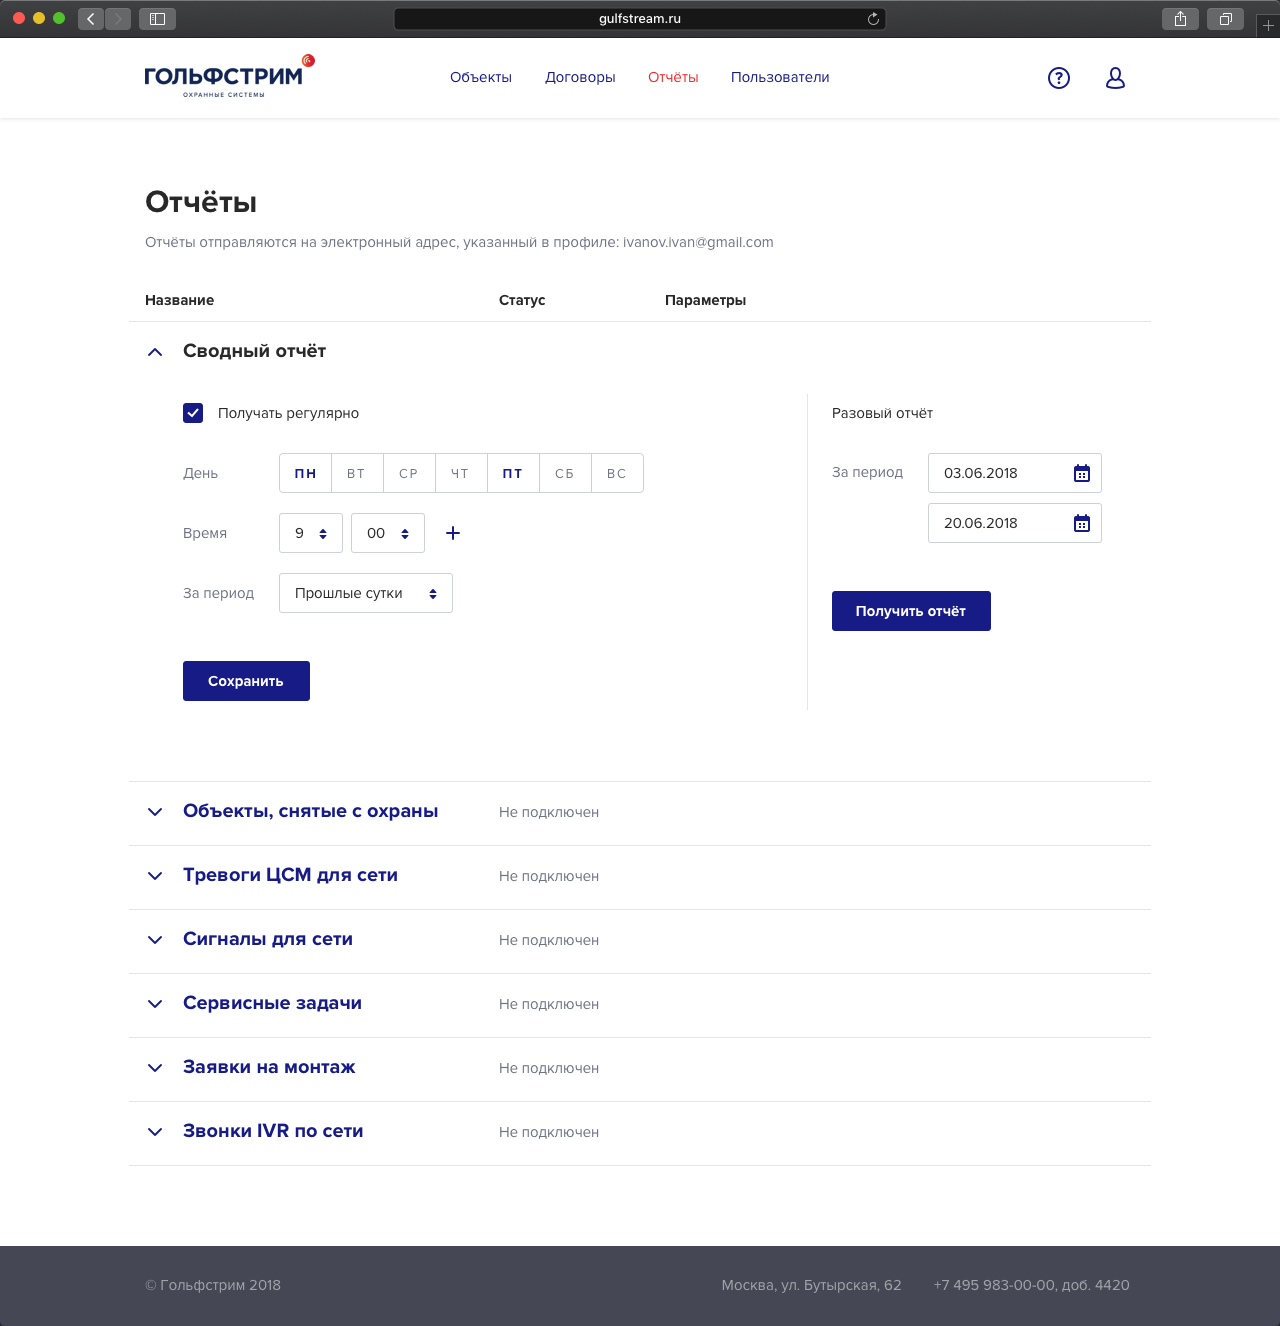 gulfstream.ru
ГОЛЬФСТРИМ
ОХРАННЫЕ СИСТЕМЫ
Объекты Договоры Отчёты Пользователи
Отчёты
Отчёты отправляются на электронный адрес, указанный в профиле: ivanov.ivan@gmail.com
Название Статус Параметры
Сводный отчёт
Получать регулярно
День ПН ВТ СР ЧТ ПТ СБ ВС
Время 9 00
За период Прошлые сутки
Сохранить
Разовый отчёт
За период 03.06.2018
20.06.2018
Получить отчёт
Объекты, снятые с охраны Не подключен
Тревоги ЦСМ для сети Не подключен
Сигналы для сети Не подключен
Сервисные задачи Не подключен
Заявки на монтаж Не подключен
Звонки IVR по сети Не подключен
© Гольфстрим 2018 Москва, ул. Бутырская, 62 +7 495 983-00-00, доб. 4420